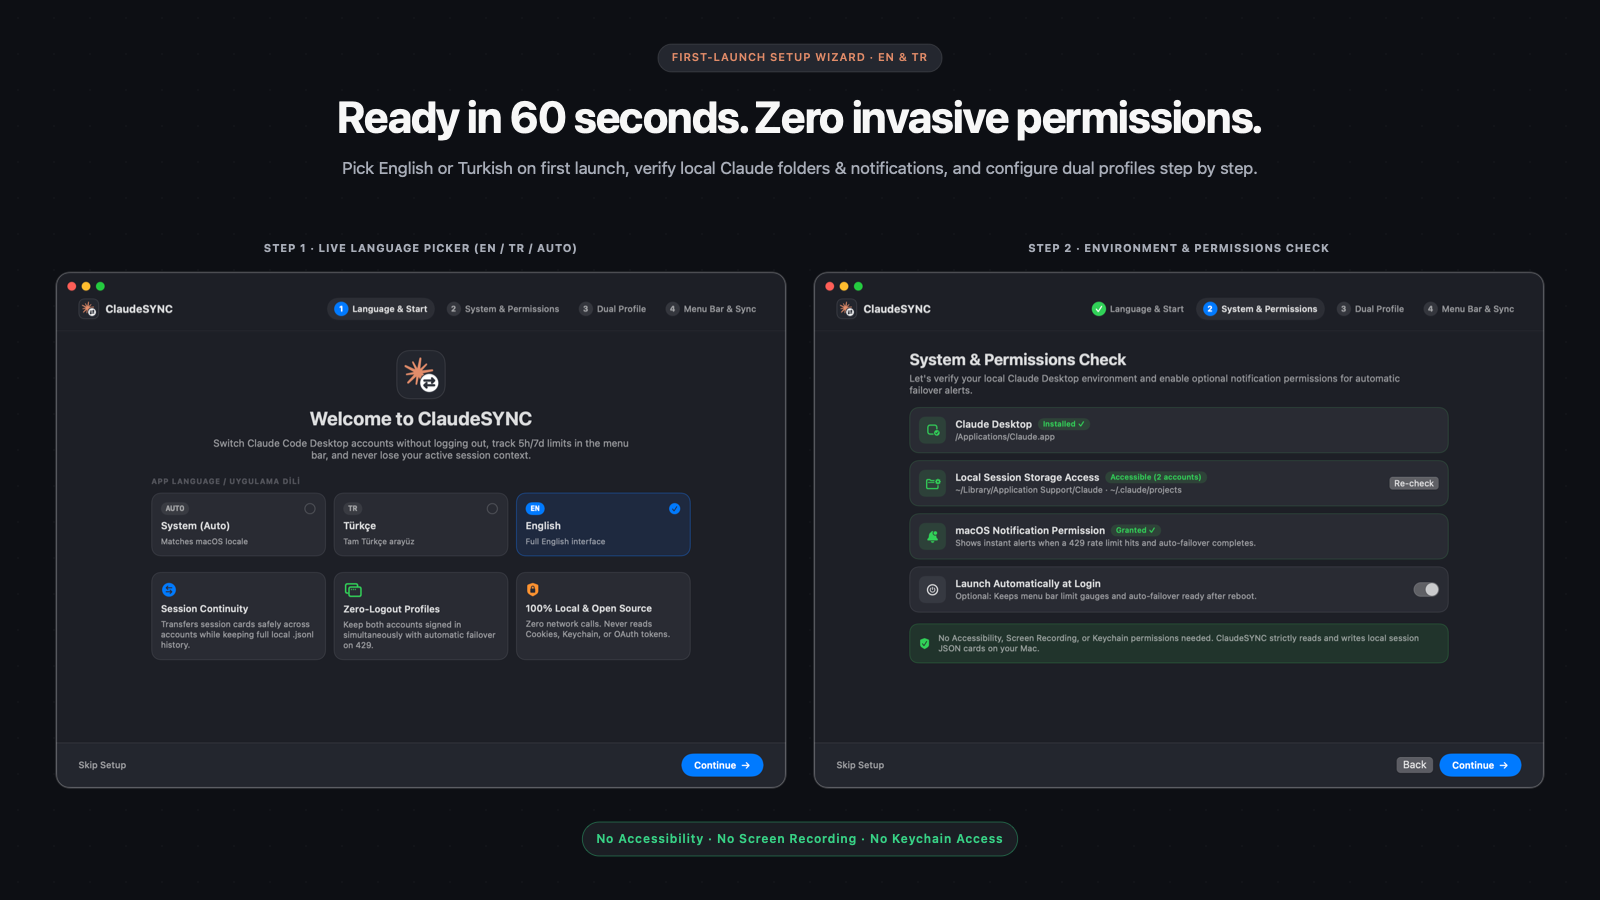 FIRST-LAUNCH SETUP WIZARD · EN & TR
Ready in 60 seconds. Zero invasive permissions.
Pick English or Turkish on first launch, verify local Claude folders & notifications, and configure dual profiles step by step.
STEP 1 · LIVE LANGUAGE PICKER (EN / TR / AUTO)
ClaudeSYNC
1 Language & Start
2 System & Permissions
3 Dual Profile
4 Menu Bar & Sync
Welcome to ClaudeSYNC
Switch Claude Code Desktop accounts without logging out, track 5h/7d limits in the menu
bar, and never lose your active session context.
APP LANGUAGE / UYGULAMA DİLİ
AUTO
System (Auto)
Matches macOS locale
TR
Türkçe
Tam Türkçe arayüz
EN
English
Full English interface
Session Continuity
Transfers session cards safely across
accounts while keeping full local .jsonl
history.
Zero-Logout Profiles
Keep both accounts signed in
simultaneously with automatic failover
on 429.
100% Local & Open Source
Zero network calls. Never reads
Cookies, Keychain, or OAuth tokens.
Skip Setup
Continue →
STEP 2 · ENVIRONMENT & PERMISSIONS CHECK
ClaudeSYNC
✓ Language & Start
2 System & Permissions
3 Dual Profile
4 Menu Bar & Sync
System & Permissions Check
Let's verify your local Claude Desktop environment and enable optional notification permissions for automatic
failover alerts.
Claude Desktop Installed ✓
/Applications/Claude.app
Local Session Storage Access Accessible (2 accounts)
~/Library/Application Support/Claude · ~/.claude/projects
Re-check
macOS Notification Permission Granted ✓
Shows instant alerts when a 429 rate limit hits and auto-failover completes.
Launch Automatically at Login
Optional: Keeps menu bar limit gauges and auto-failover ready after reboot.
No Accessibility, Screen Recording, or Keychain permissions needed. ClaudeSYNC strictly reads and writes local session
JSON cards on your Mac.
Skip Setup
Back
Continue →
No Accessibility · No Screen Recording · No Keychain Access